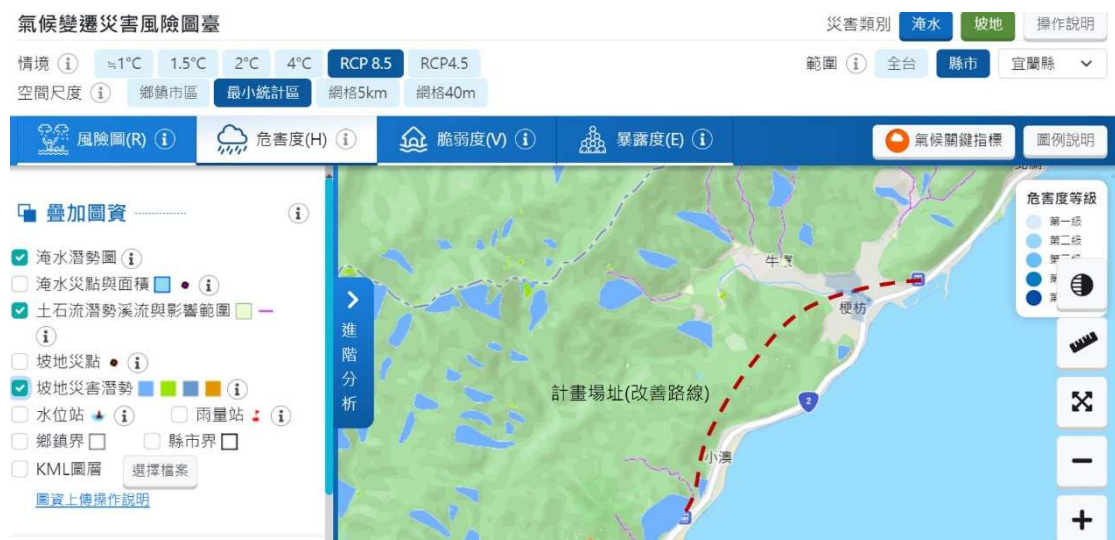 氣候變遷災害風險圖臺
災害類別 淹水 坡地 操作說明
情境 ≒1°C 1.5°C 2°C 4°C RCP 8.5 RCP4.5
範圍 全台 縣市 宜蘭縣
空間尺度 鄉鎮市區 最小統計區 網格5km 網格40m
風險圖(R) 危害度(H) 脆弱度(V) 暴露度(E) 氣候關鍵指標 圖例說明
疊加圖資
淹水潛勢圖
淹水災點與面積
土石流潛勢溪流與影響範圍
坡地災點
坡地災害潛勢
水位站 雨量站
鄉鎮界 縣市界
KML圖層 選擇檔案
圖資上傳操作說明
進階分析
危害度等級
第一級
第二級
梗枋
計畫場址(改善路線)
2
小澳